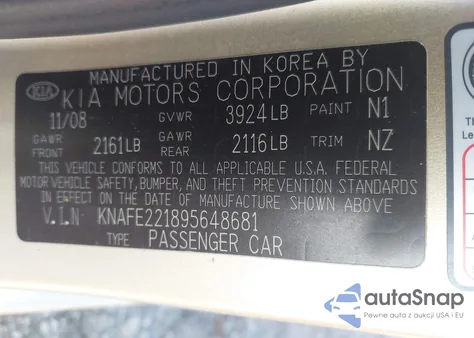 MANUFACTURED IN KOREA BY
KIA KIA MOTORS CORPORATION
11/08 GVWR 3924LB PAINT N1
GAWR FRONT 2161LB GAWR REAR 2116LB TRIM NZ
THIS VEHICLE CONFORMS TO ALL APPLICABLE U.S.A. FEDERAL
MOTOR VEHICLE SAFETY, BUMPER, AND THEFT PREVENTION STANDARDS
IN EFFECT ON THE DATE OF MANUFACTURE SHOWN ABOVE.
V.I.N KNAFE221895648681
TYPE PASSENGER CAR
autoSnap
Pewne auta z aukcji USA i EU